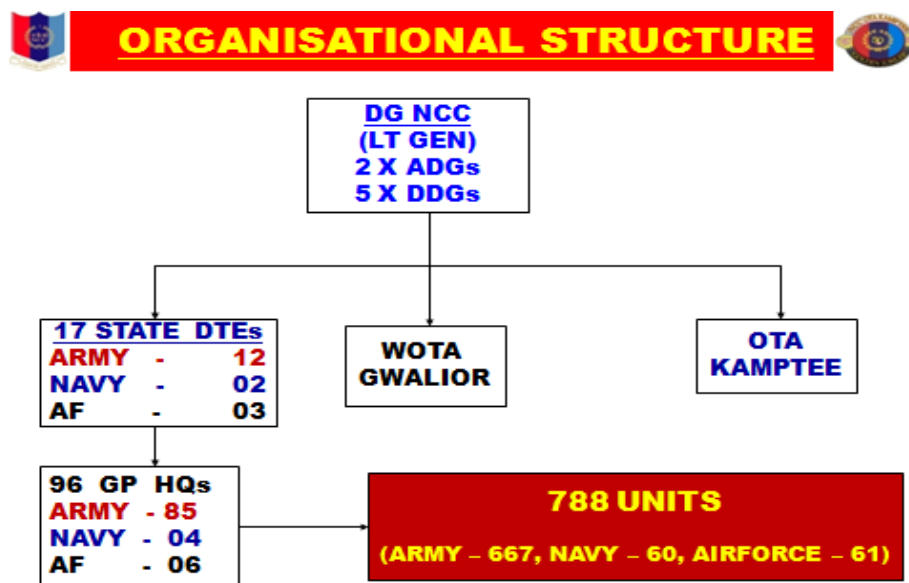 ORGANISATIONAL STRUCTURE
DG NCC
(LT GEN)
2 X ADGs
5 X DDGs
17 STATE DTEs
ARMY - 12
NAVY - 02
AF - 03
WOTA
GWALIOR
OTA
KAMPTEE
96 GP HQs
ARMY - 85
NAVY - 04
AF - 06
788 UNITS
(ARMY – 667, NAVY – 60, AIRFORCE – 61)